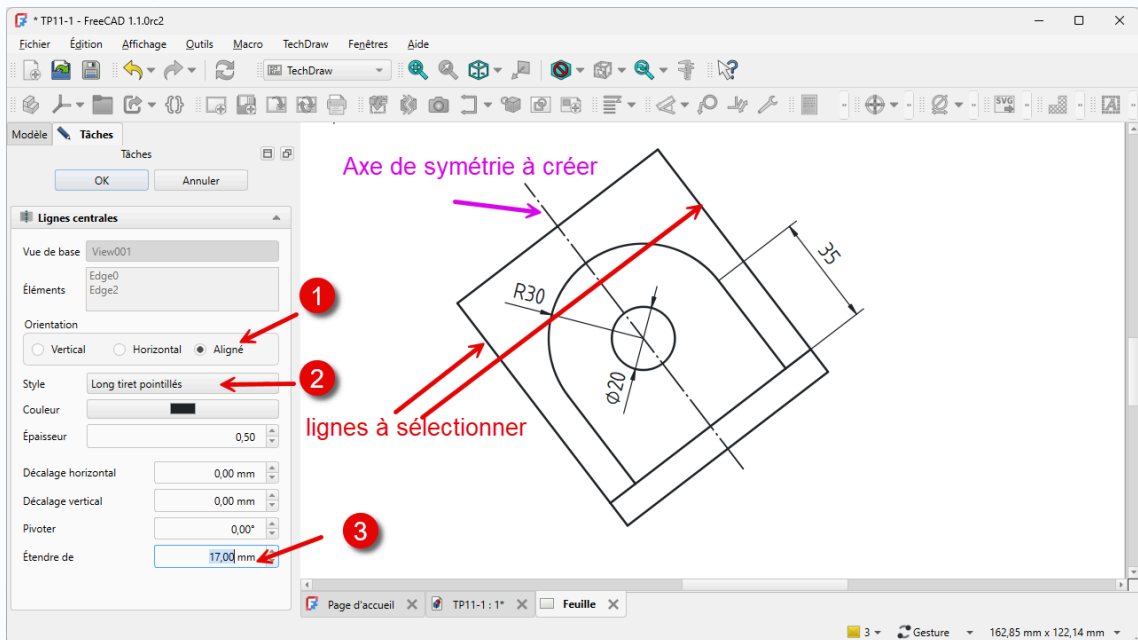 * TP11-1 - FreeCAD 1.1.0rc2
Fichier Édition Affichage Outils Macro TechDraw Fenêtres Aide
TechDraw
SVG
A
Modèle Tâches
Tâches
OK Annuler
Lignes centrales
Vue de base View001
Éléments Edge0
Edge2
Orientation
Vertical Horizontal Aligné
Style Long tiret pointillés
Couleur
Épaisseur 0,50
Décalage horizontal 0,00 mm
Décalage vertical 0,00 mm
Pivoter 0,00°
Étendre de 17,00 mm
1
2
3
Axe de symétrie à créer
35
R30
ϕ20
lignes à sélectionner
Page d'accueil TP11-1 : 1* Feuille
3 Gesture 162,85 mm x 122,14 mm